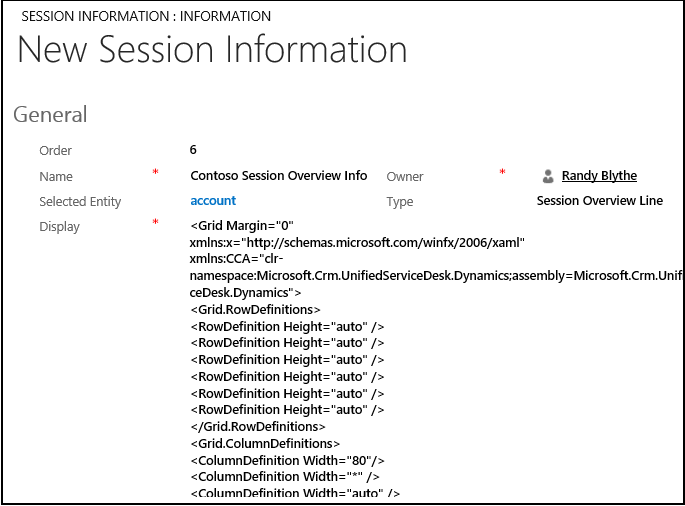 SESSION INFORMATION : INFORMATION
New Session Information
General
Order 6
Name * Contoso Session Overview Info Owner * Randy Blythe
Selected Entity account Type Session Overview Line
Display * <Grid Margin="0"
xmlns:x="http://schemas.microsoft.com/winfx/2006/xaml"
xmlns:CCA="clr-
namespace:Microsoft.Crm.UnifiedServiceDesk.Dynamics;assembly=Microsoft.Crm.Unif
ceDesk.Dynamics">
<Grid.RowDefinitions>
<RowDefinition Height="auto" />
<RowDefinition Height="auto" />
<RowDefinition Height="auto" />
<RowDefinition Height="auto" />
<RowDefinition Height="auto" />
<RowDefinition Height="auto" />
</Grid.RowDefinitions>
<Grid.ColumnDefinitions>
<ColumnDefinition Width="80"/>
<ColumnDefinition Width="*" />
<ColumnDefinition Width="auto" />